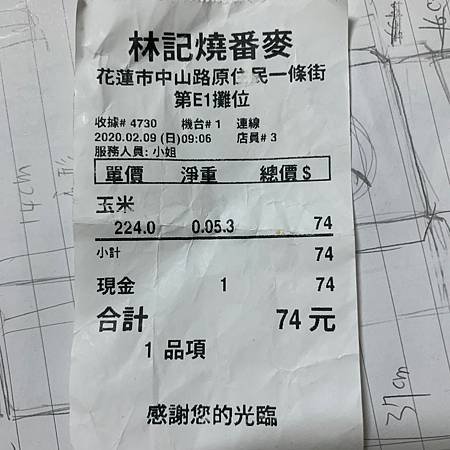 林記燒番麥
花蓮市中山路原住民一條街
第E1攤位
收據# 4730 機台# 1 連線
2020.02.09 (日)09:06 店員# 3
服務人員: 小姐
單價 淨重 總價 $
玉米
224.0 0.05.3 74
小計 74
現金 1 74
合計 74 元
1 品項
感謝您的光臨
14cm
37cm